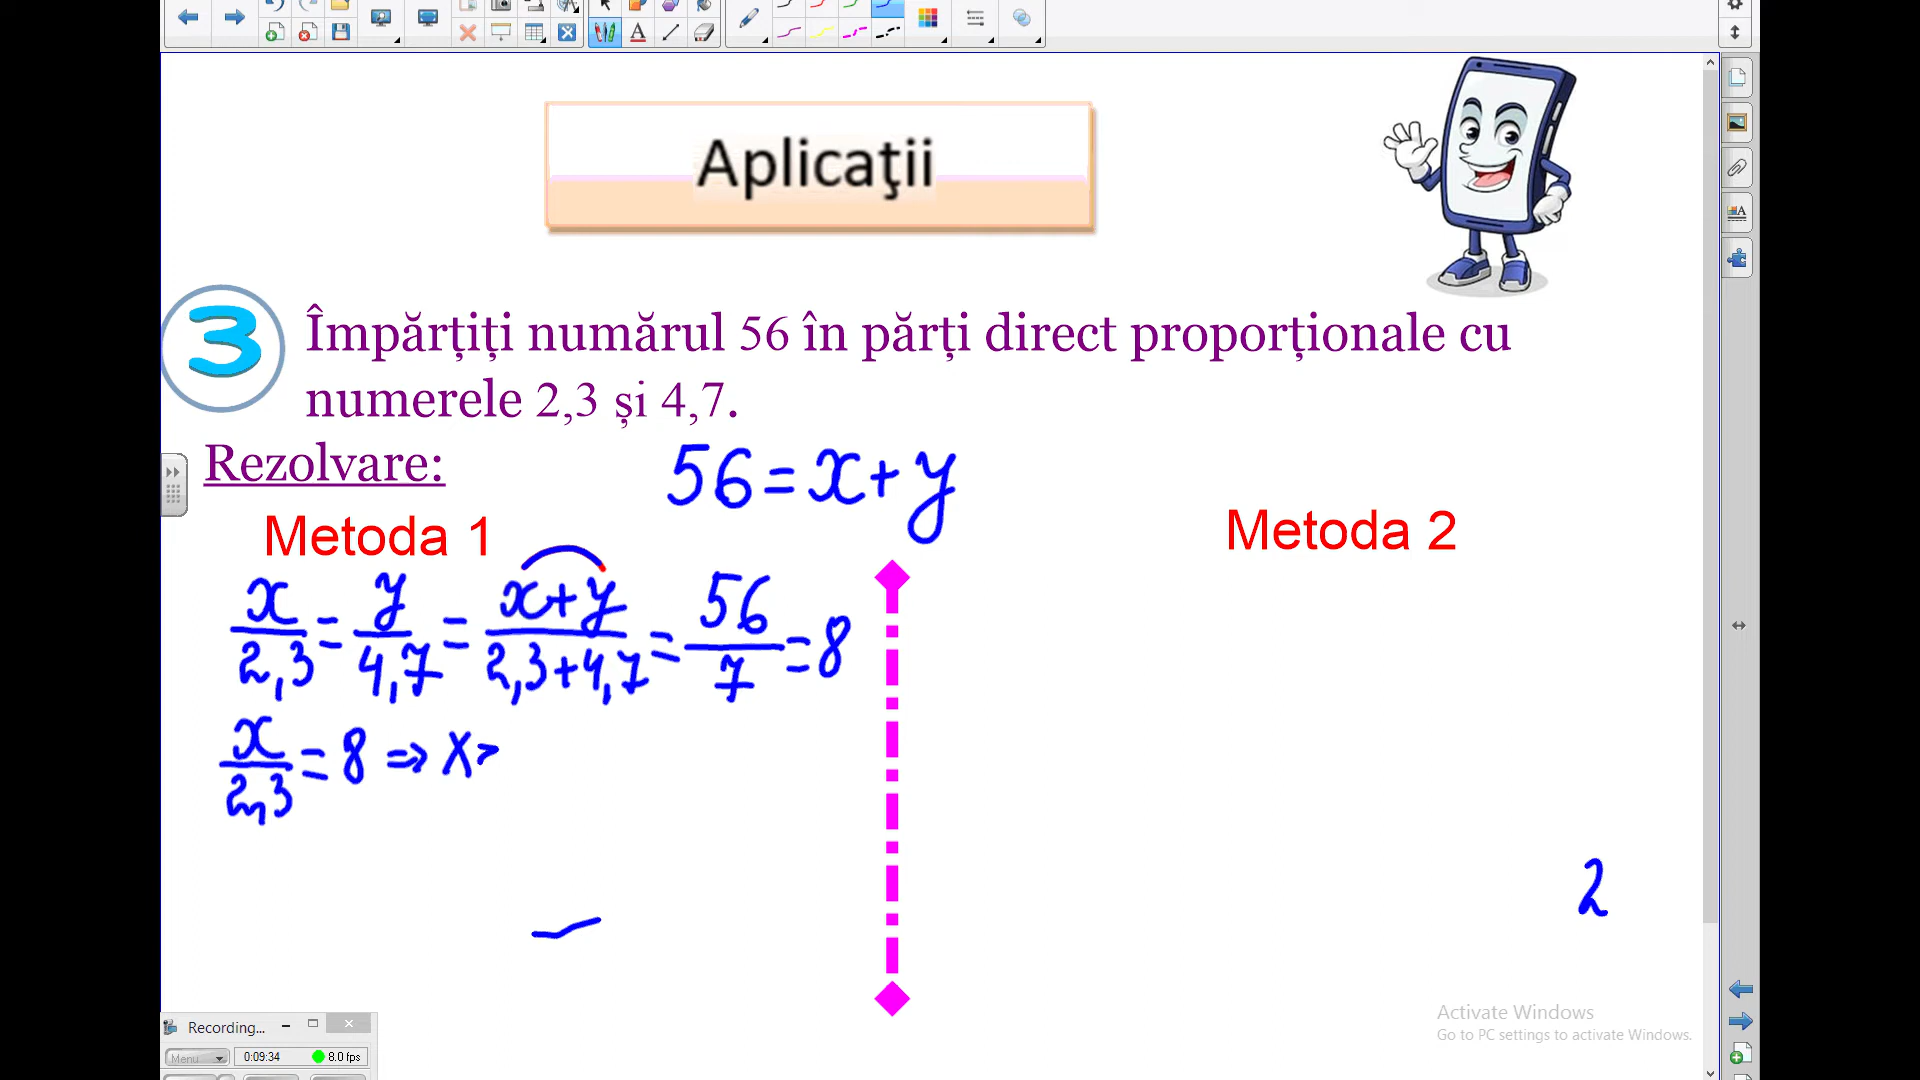 Aplicaţii
3 Împărțiți numărul 56 în părți direct proporționale cu
numerele 2,3 și 4,7.
Rezolvare:
56 = x + y
Metoda 1
Metoda 2
x/2,3 = y/4,7 = x+y/2,3+4,7 = 56/7 = 8
x/2,3 = 8 ⇒ x
2
Activate Windows
Go to PC settings to activate Windows.
Recording...
Menu
0:09:34
8.0 fps